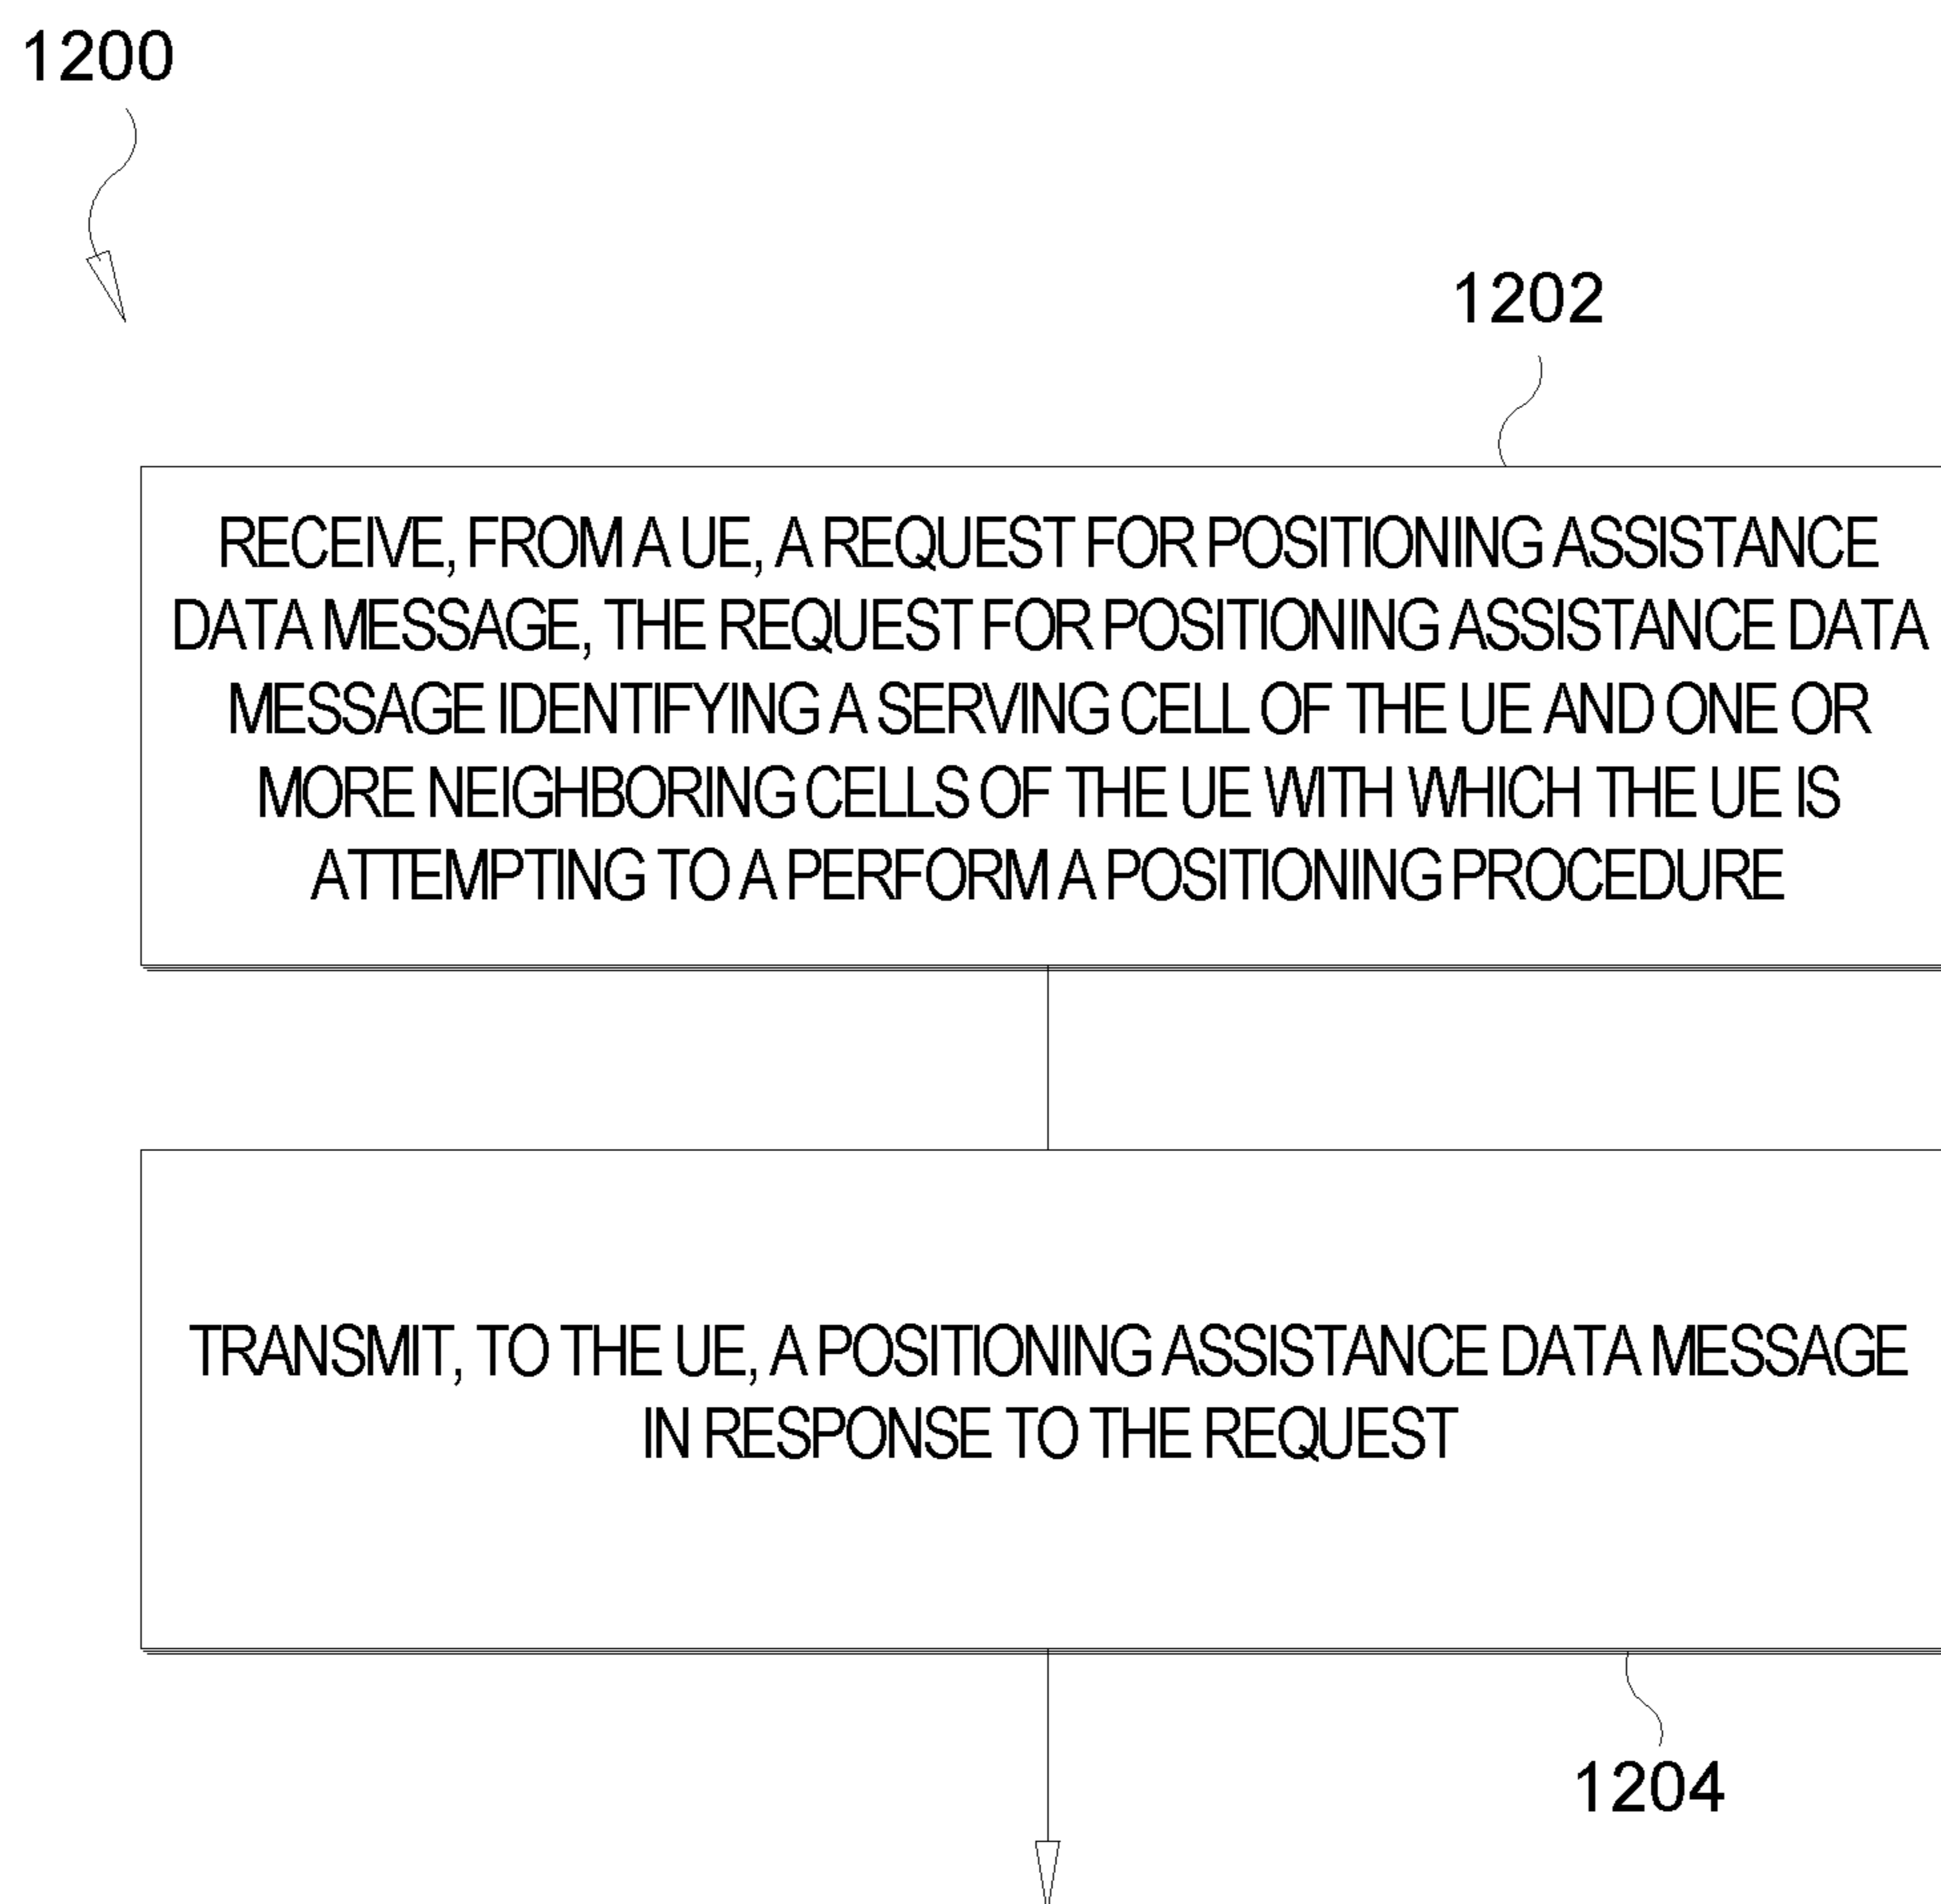 1200
1202
RECEIVE, FROM A UE, A REQUEST FOR POSITIONING ASSISTANCE
DATA MESSAGE, THE REQUEST FOR POSITIONING ASSISTANCE DATA
MESSAGE IDENTIFYING A SERVING CELL OF THE UE AND ONE OR
MORE NEIGHBORING CELLS OF THE UE WITH WHICH THE UE IS
ATTEMPTING TO A PERFORM A POSITIONING PROCEDURE
TRANSMIT, TO THE UE, A POSITIONING ASSISTANCE DATA MESSAGE
IN RESPONSE TO THE REQUEST
1204